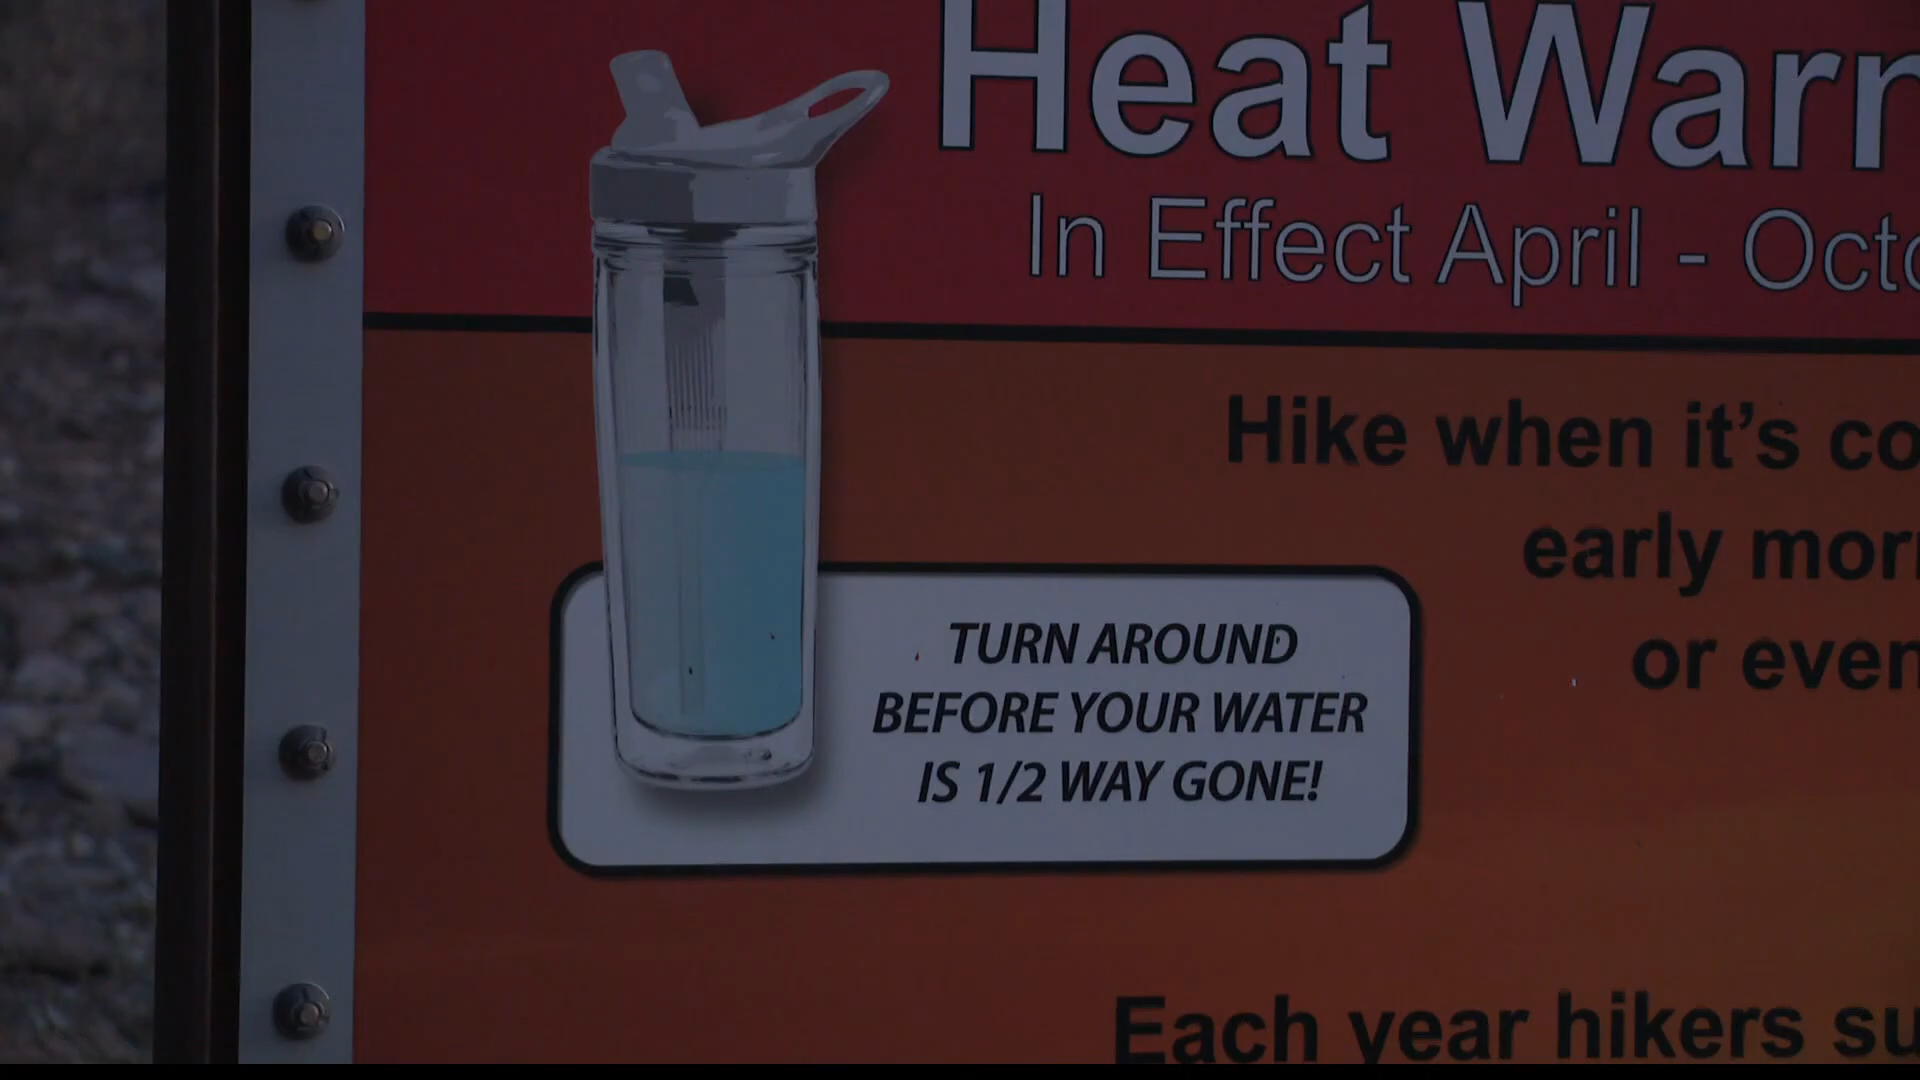 Heat Warn
In Effect April - Octo
Hike when it's co
early mor
or even
TURN AROUND
BEFORE YOUR WATER
IS 1/2 WAY GONE!
Each year hikers su